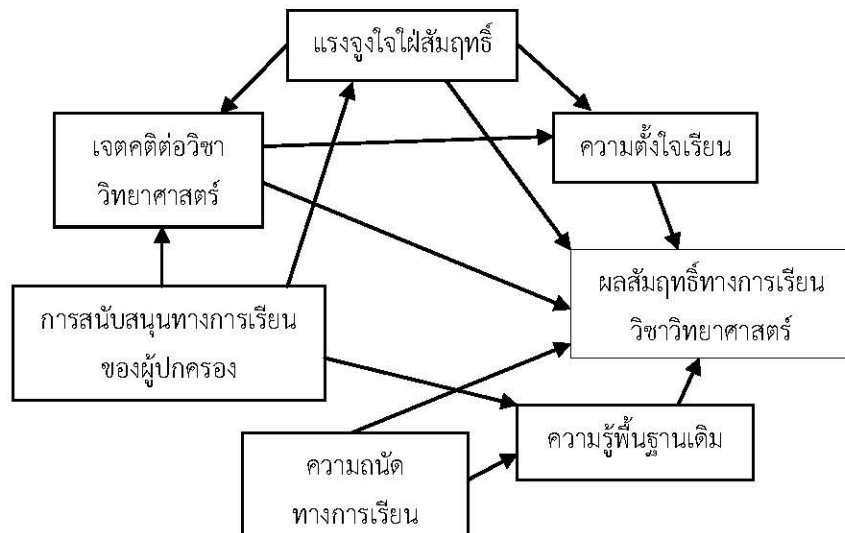 แรงจูงใจใฝ่สัมฤทธิ์
เจตคติต่อวิชา
วิทยาศาสตร์
ความตั้งใจเรียน
ผลสัมฤทธิ์ทางการเรียน
วิชาวิทยาศาสตร์
การสนับสนุนทางการเรียน
ของผู้ปกครอง
ความรู้พื้นฐานเดิม
ความถนัด
ทางการเรียน